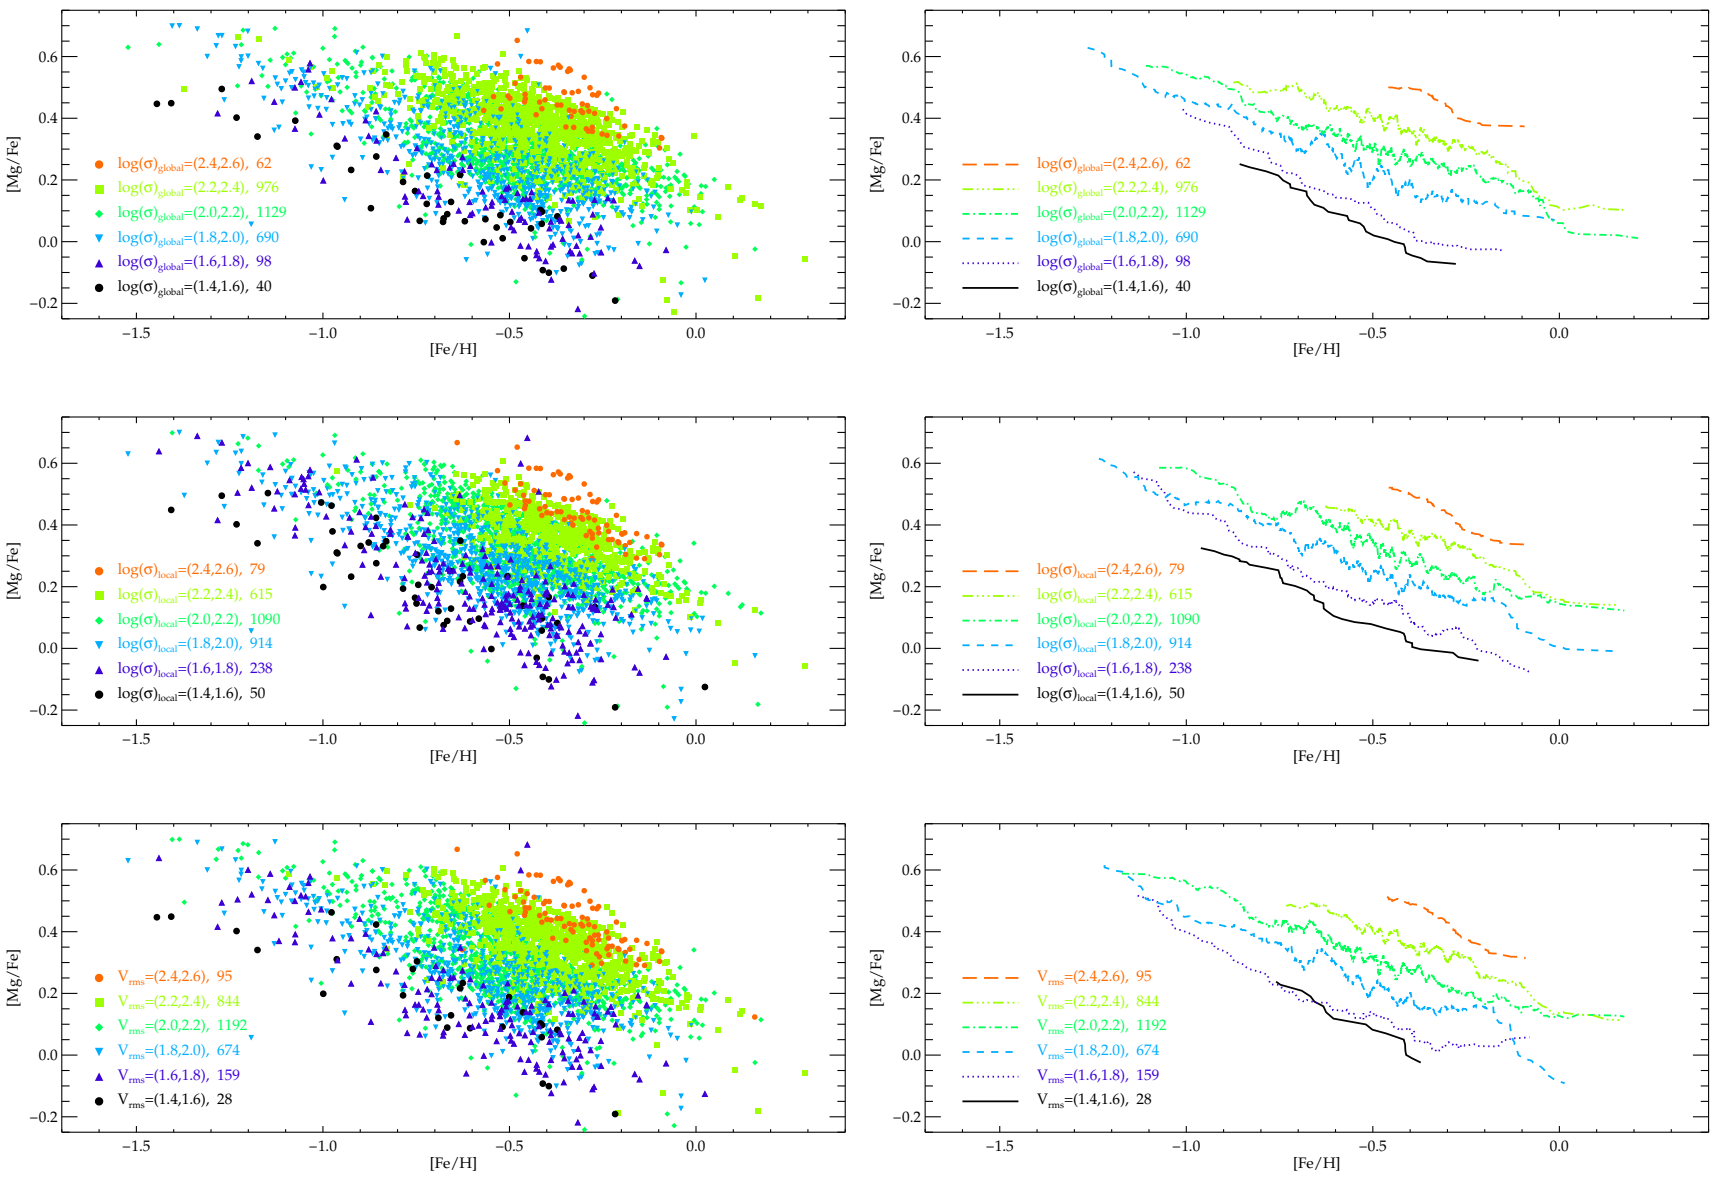 0.6
0.4
0.2
0.0
−0.2
[Mg/Fe]
log(σ)global=(2.4,2.6), 62
log(σ)global=(2.2,2.4), 976
log(σ)global=(2.0,2.2), 1129
log(σ)global=(1.8,2.0), 690
log(σ)global=(1.6,1.8), 98
log(σ)global=(1.4,1.6), 40
−1.5 −1.0 −0.5 0.0
[Fe/H]
0.6
0.4
0.2
0.0
−0.2
[Mg/Fe]
log(σ)global=(2.4,2.6), 62
log(σ)global=(2.2,2.4), 976
log(σ)global=(2.0,2.2), 1129
log(σ)global=(1.8,2.0), 690
log(σ)global=(1.6,1.8), 98
log(σ)global=(1.4,1.6), 40
−1.5 −1.0 −0.5 0.0
[Fe/H]
0.6
0.4
0.2
0.0
−0.2
[Mg/Fe]
log(σ)local=(2.4,2.6), 79
log(σ)local=(2.2,2.4), 615
log(σ)local=(2.0,2.2), 1090
log(σ)local=(1.8,2.0), 914
log(σ)local=(1.6,1.8), 238
log(σ)local=(1.4,1.6), 50
−1.5 −1.0 −0.5 0.0
[Fe/H]
0.6
0.4
0.2
0.0
−0.2
[Mg/Fe]
log(σ)local=(2.4,2.6), 79
log(σ)local=(2.2,2.4), 615
log(σ)local=(2.0,2.2), 1090
log(σ)local=(1.8,2.0), 914
log(σ)local=(1.6,1.8), 238
log(σ)local=(1.4,1.6), 50
−1.5 −1.0 −0.5 0.0
[Fe/H]
0.6
0.4
0.2
0.0
−0.2
[Mg/Fe]
Vrms=(2.4,2.6), 95
Vrms=(2.2,2.4), 844
Vrms=(2.0,2.2), 1192
Vrms=(1.8,2.0), 674
Vrms=(1.6,1.8), 159
Vrms=(1.4,1.6), 28
−1.5 −1.0 −0.5 0.0
[Fe/H]
0.6
0.4
0.2
0.0
−0.2
[Mg/Fe]
Vrms=(2.4,2.6), 95
Vrms=(2.2,2.4), 844
Vrms=(2.0,2.2), 1192
Vrms=(1.8,2.0), 674
Vrms=(1.6,1.8), 159
Vrms=(1.4,1.6), 28
−1.5 −1.0 −0.5 0.0
[Fe/H]